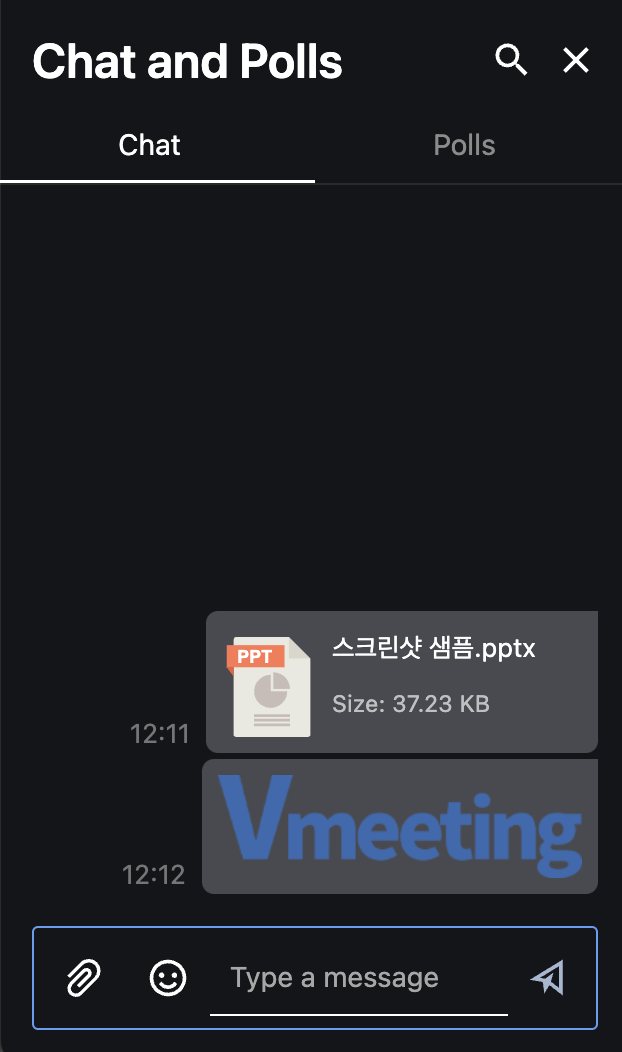 Chat and Polls
Chat
Polls
PPT
스크린샷 샘플.pptx
Size: 37.23 KB
12:11
Vmeeting
12:12
Type a message